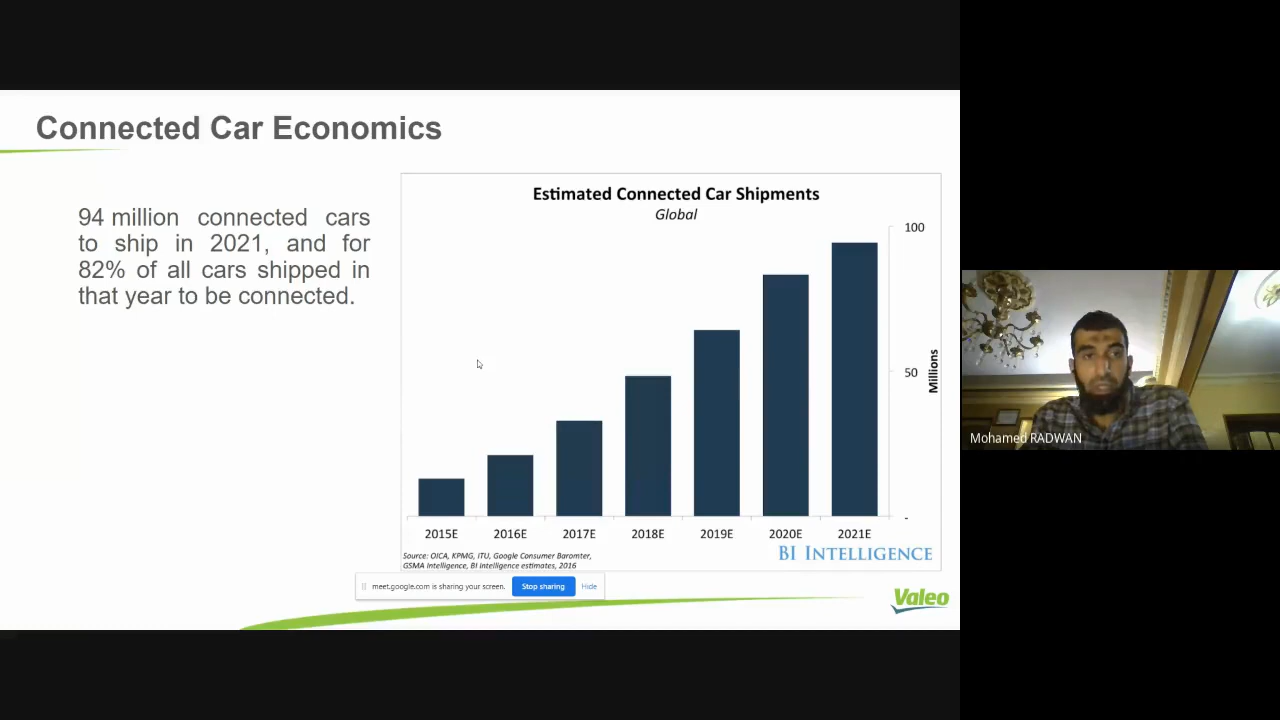 Connected Car Economics
94 million connected cars
to ship in 2021, and for
82% of all cars shipped in
that year to be connected.
Estimated Connected Car Shipments
Global
100
50
-
Millions
2015E 2016E 2017E 2018E 2019E 2020E 2021E
Source: OICA, KPMG, ITU, Google Consumer Baromter,
GSMA Intelligence, BI Intelligence estimates, 2016
BI INTELLIGENCE
meet.google.com is sharing your screen. Stop sharing Hide
Valeo
Mohamed RADWAN